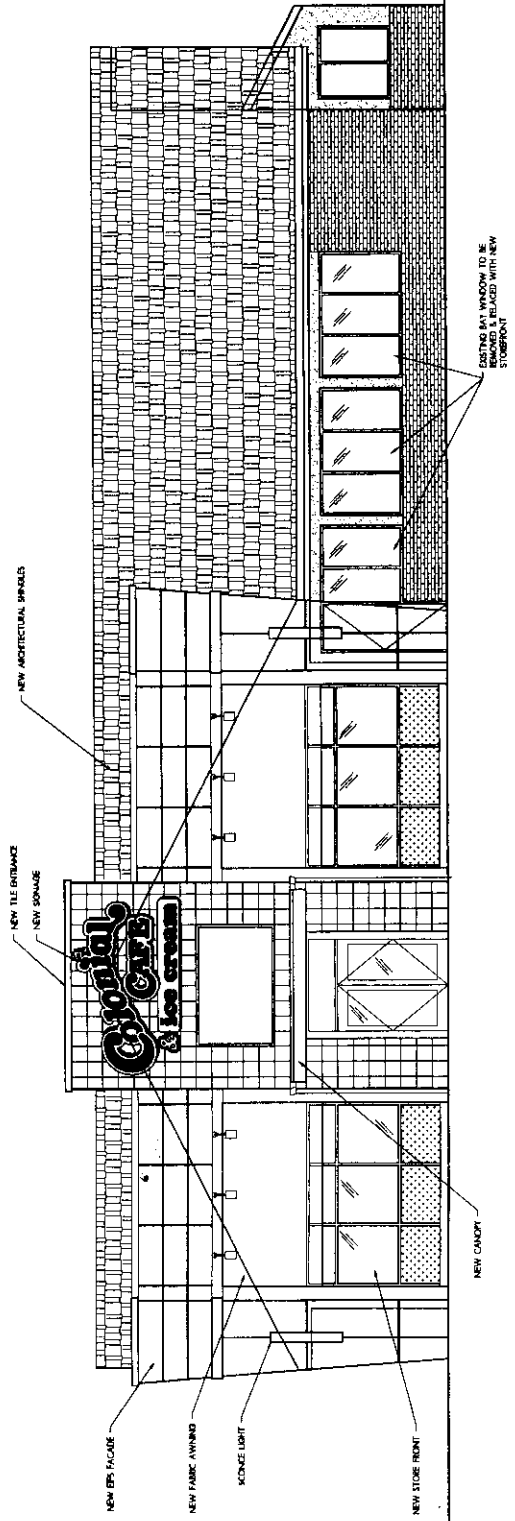 NEW TILE ENTRANCE
NEW SIGNAGE
NEW ARCHITECTURAL SHINGLES
Colonial
CAFE
& ice cream
NEW EIFS FACADE
NEW FABRIC AWNING
SCONCE LIGHT
NEW STORE FRONT
NEW CANOPY
EXISTING BAY WINDOW TO BE
REMOVED & RELACED WITH NEW
STOREFRONT